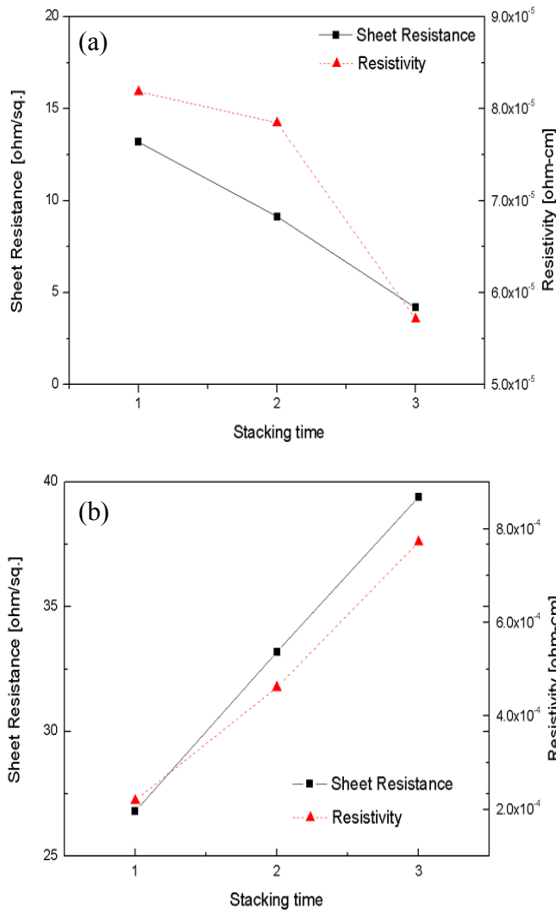 (a)
Sheet Resistance
Resistivity
20
15
10
5
0
Sheet Resistance [ohm/sq.]
9.0x10⁻⁵
8.0x10⁻⁵
7.0x10⁻⁵
6.0x10⁻⁵
5.0x10⁻⁵
Resistivity [ohm-cm]
1 2 3
Stacking time
(b)
40
35
30
25
Sheet Resistance [ohm/sq.]
8.0x10⁻⁴
6.0x10⁻⁴
4.0x10⁻⁴
2.0x10⁻⁴
Resistivity [ohm-cm]
Sheet Resistance
Resistivity
1 2 3
Stacking time